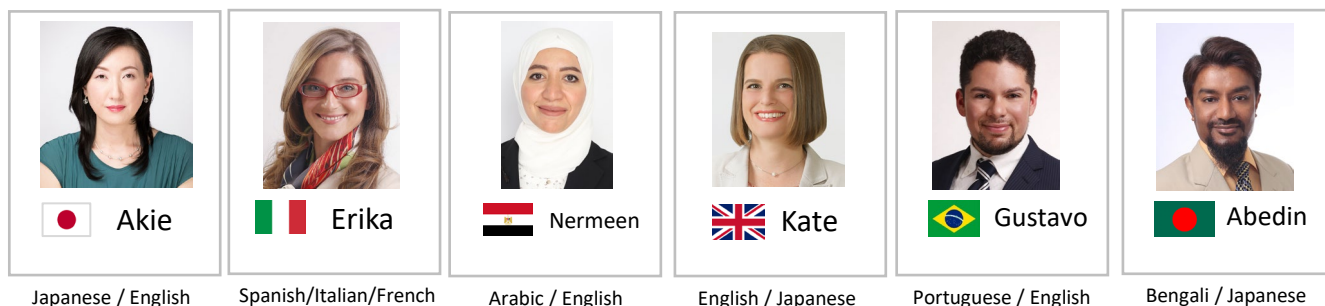 Akie
Erika
Nermeen
Kate
Gustavo
Abedin
Japanese / English
Spanish/Italian/French
Arabic / English
English / Japanese
Portuguese / English
Bengali / Japanese